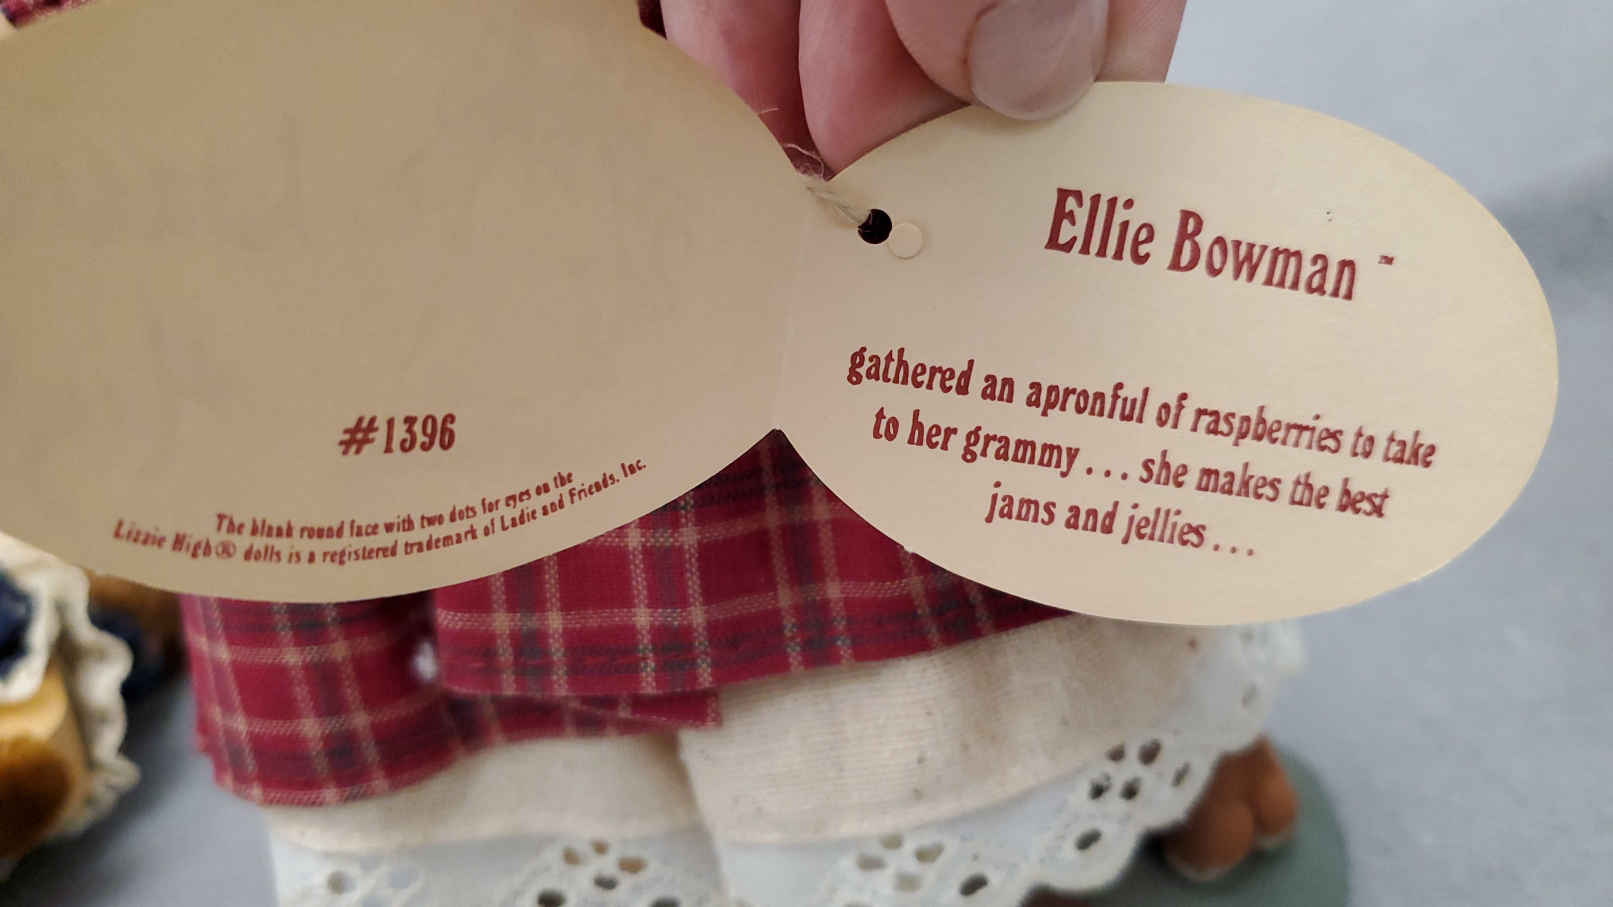 #1396
The blank round face with two dots for eyes on the
Lizzie High® dolls is a registered trademark of Ladie and Friends, Inc.
Ellie Bowman ™
gathered an apronful of raspberries to take
to her grammy . . . she makes the best
jams and jellies . . .